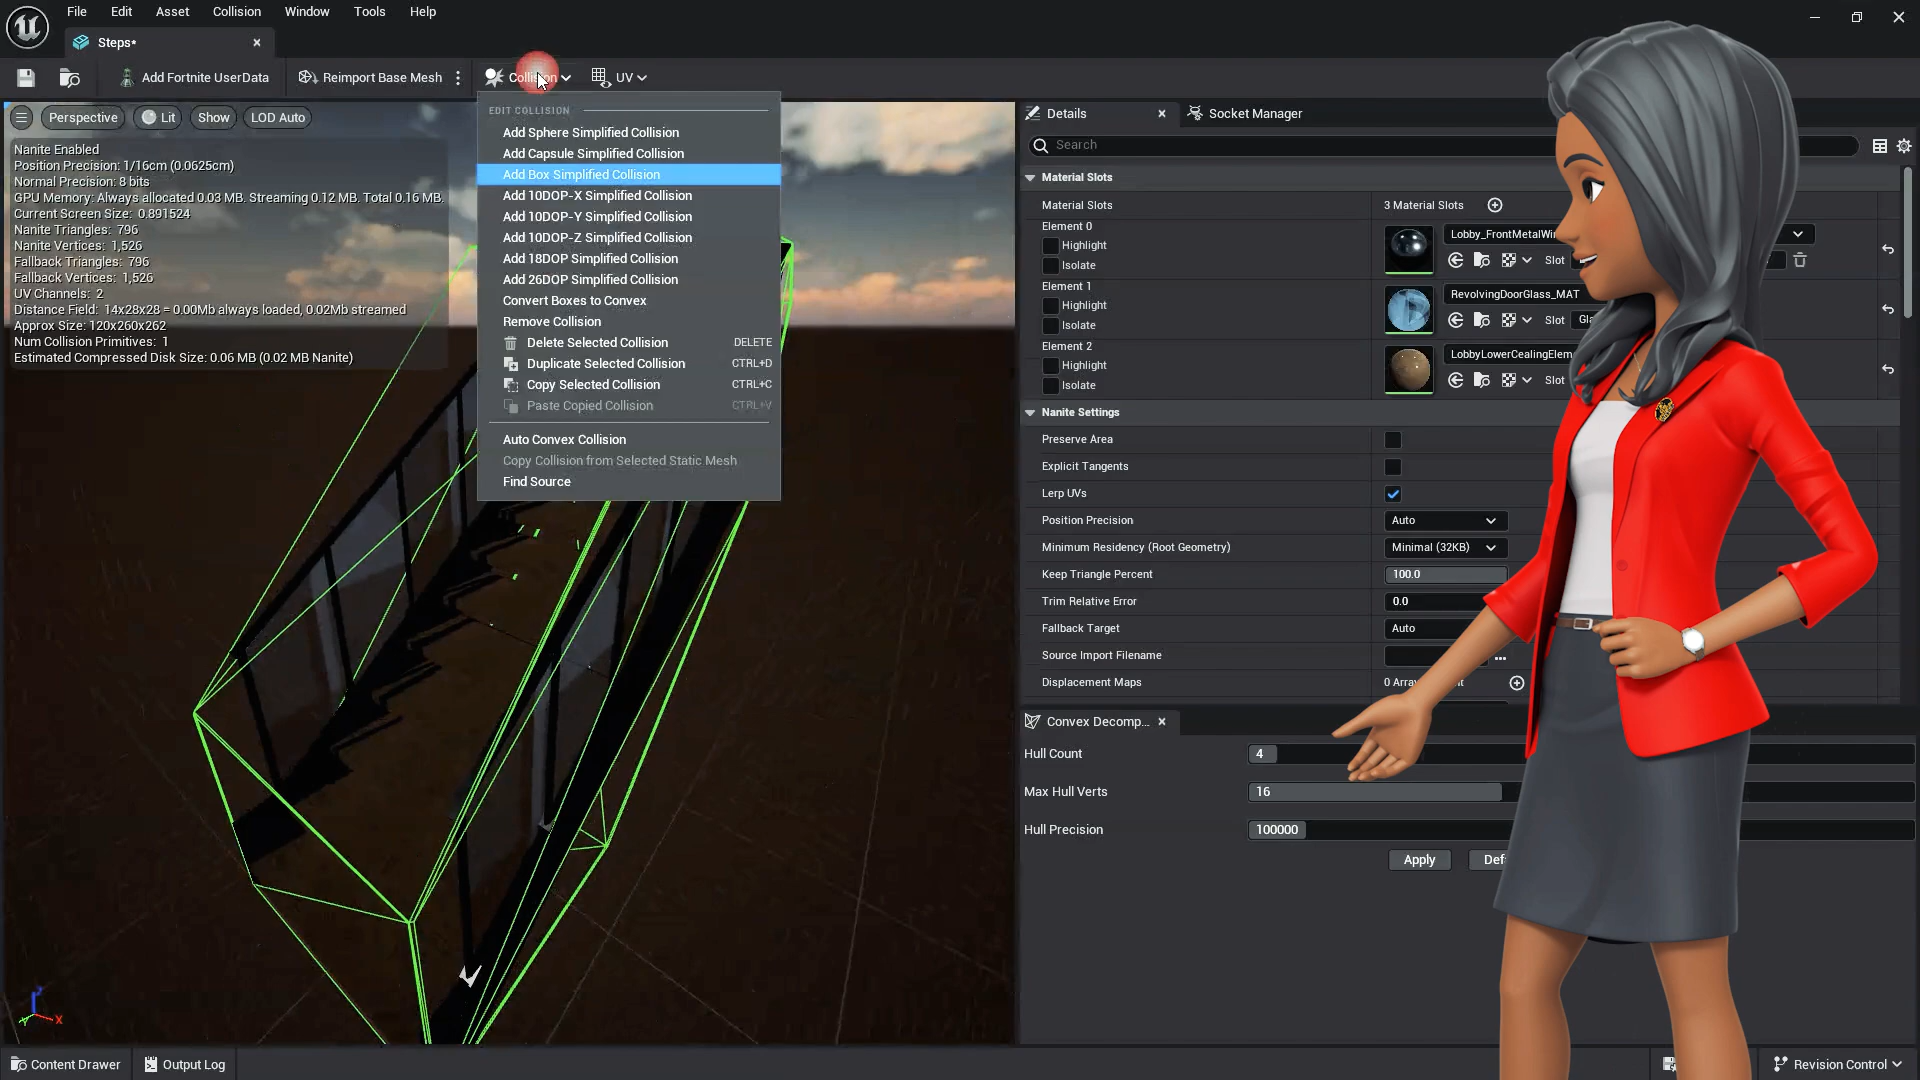 File Edit Asset Collision Window Tools Help
Steps*
Add Fortnite UserData Reimport Base Mesh Collision UV
Perspective Lit Show LOD Auto
Nanite Enabled
Position Precision: 1/16cm (0.0625cm)
Normal Precision: 8 bits
GPU Memory: Always allocated 0.03 MB. Streaming 0.12 MB. Total 0.16 MB.
Current Screen Size: 0.891524
Nanite Triangles: 796
Nanite Vertices: 1,526
Fallback Triangles: 796
Fallback Vertices: 1,526
UV Channels: 2
Distance Field: 14x28x28 = 0.00Mb always loaded, 0.02Mb streamed
Approx Size: 120x260x262
Num Collision Primitives: 1
Estimated Compressed Disk Size: 0.06 MB (0.02 MB Nanite)
EDIT COLLISION
Add Sphere Simplified Collision
Add Capsule Simplified Collision
Add Box Simplified Collision
Add 10DOP-X Simplified Collision
Add 10DOP-Y Simplified Collision
Add 10DOP-Z Simplified Collision
Add 18DOP Simplified Collision
Add 26DOP Simplified Collision
Convert Boxes to Convex
Remove Collision
Delete Selected Collision DELETE
Duplicate Selected Collision CTRL+D
Copy Selected Collision CTRL+C
Paste Copied Collision CTRL+V
Auto Convex Collision
Copy Collision from Selected Static Mesh
Find Source
Z
X
Details Socket Manager
Search
Material Slots
Material Slots 3 Material Slots
Element 0
Highlight
Isolate
Lobby_FrontMetalWi
Slot
Element 1
Highlight
Isolate
RevolvingDoorGlass_MAT
Slot Gla
Element 2
Highlight
Isolate
LobbyLowerCealingElem
Slot
Nanite Settings
Preserve Area
Explicit Tangents
Lerp UVs
Position Precision Auto
Minimum Residency (Root Geometry) Minimal (32KB)
Keep Triangle Percent 100.0
Trim Relative Error 0.0
Fallback Target Auto
Source Import Filename ...
Displacement Maps 0 Array
Convex Decomp...
Hull Count 4
Max Hull Verts 16
Hull Precision 100000
Apply Def
Content Drawer Output Log Revision Control